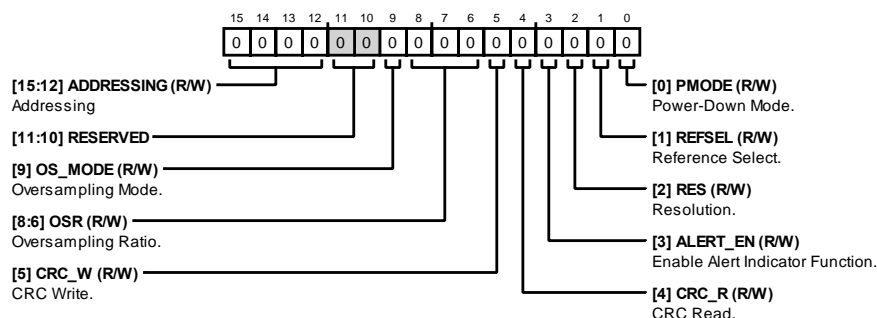 15 14 13 12 11 10 9 8 7 6 5 4 3 2 1 0
0 0 0 0 0 0 0 0 0 0 0 0 0 0 0 0
[15:12] ADDRESSING (R/W)
Addressing
[11:10] RESERVED
[9] OS_MODE (R/W)
Oversampling Mode.
[8:6] OSR (R/W)
Oversampling Ratio.
[5] CRC_W (R/W)
CRC Write.
[0] PMODE (R/W)
Power-Down Mode.
[1] REFSEL (R/W)
Reference Select.
[2] RES (R/W)
Resolution.
[3] ALERT_EN (R/W)
Enable Alert Indicator Function.
[4] CRC_R (R/W)
CRC Read.